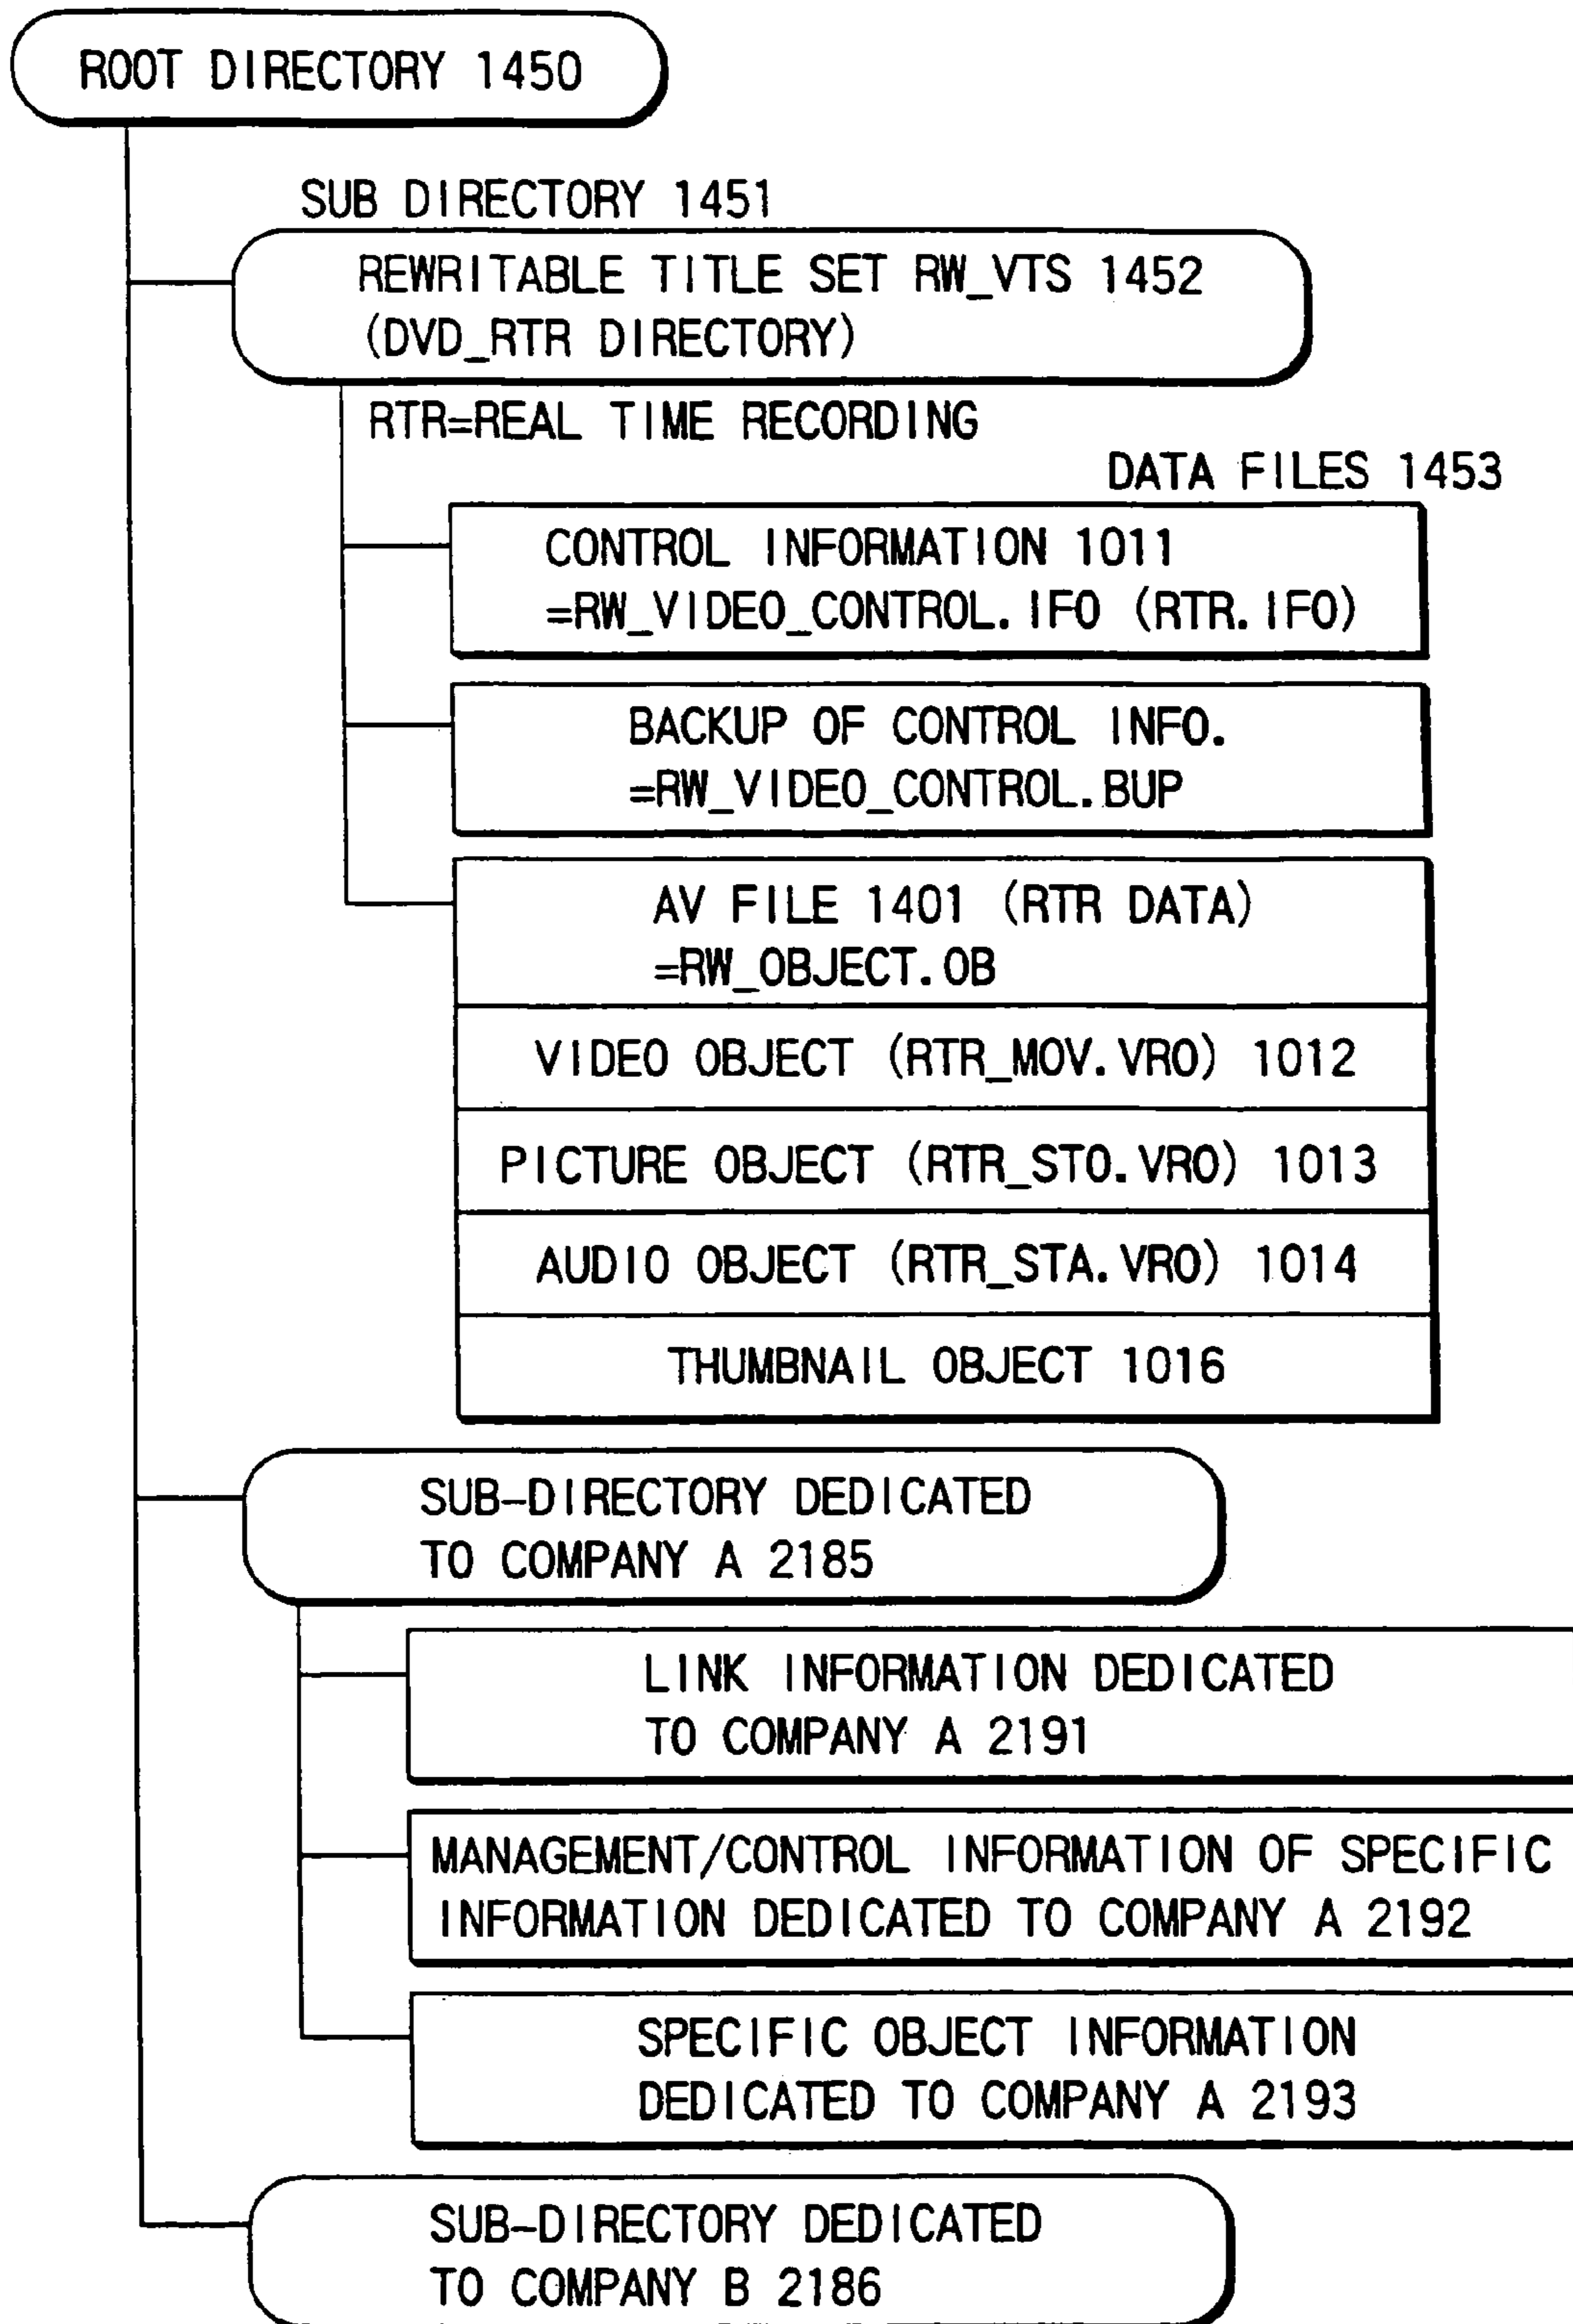 ROOT DIRECTORY 1450
SUB DIRECTORY 1451
REWRITABLE TITLE SET RW_VTS 1452
(DVD_RTR DIRECTORY)
RTR=REAL TIME RECORDING
DATA FILES 1453
CONTROL INFORMATION 1011
=RW_VIDEO_CONTROL.IFO (RTR.IFO)
BACKUP OF CONTROL INFO.
=RW_VIDEO_CONTROL.BUP
AV FILE 1401 (RTR DATA)
=RW_OBJECT.OB
VIDEO OBJECT (RTR_MOV.VRO) 1012
PICTURE OBJECT (RTR_STO.VRO) 1013
AUDIO OBJECT (RTR_STA.VRO) 1014
THUMBNAIL OBJECT 1016
SUB-DIRECTORY DEDICATED
TO COMPANY A 2185
LINK INFORMATION DEDICATED
TO COMPANY A 2191
MANAGEMENT/CONTROL INFORMATION OF SPECIFIC
INFORMATION DEDICATED TO COMPANY A 2192
SPECIFIC OBJECT INFORMATION
DEDICATED TO COMPANY A 2193
SUB-DIRECTORY DEDICATED
TO COMPANY B 2186